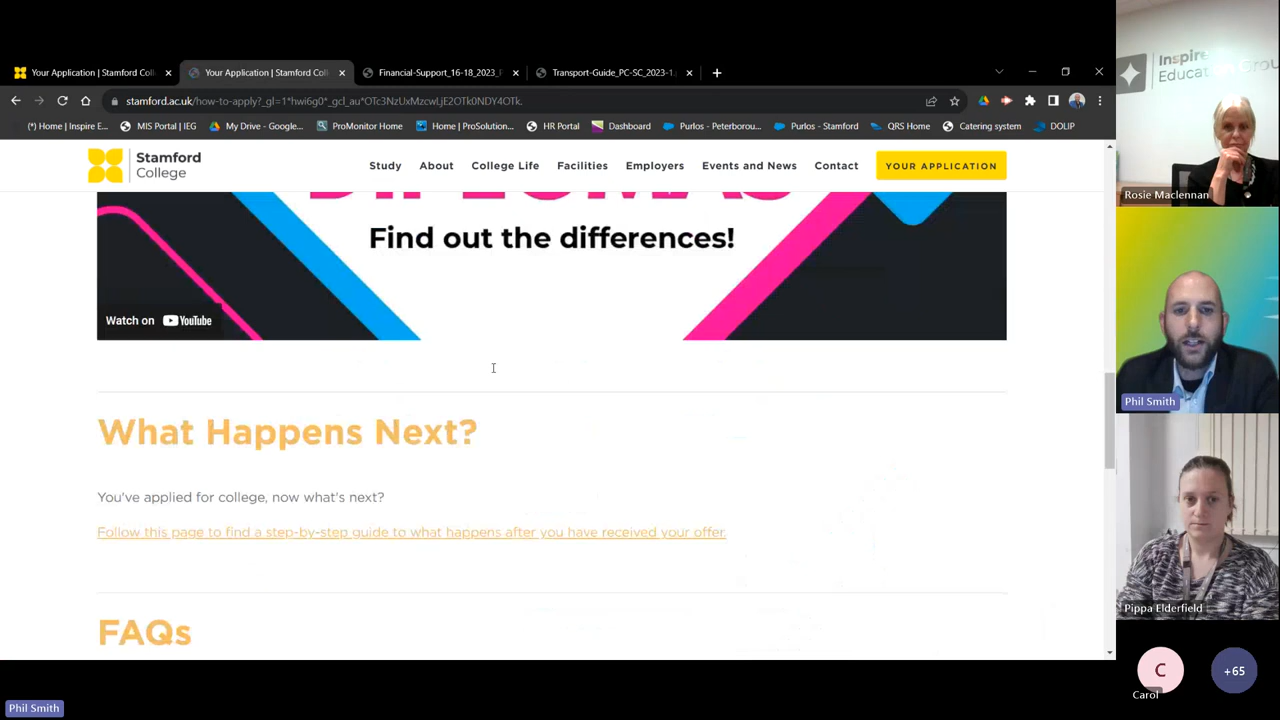 Your Application | Stamford Coll
Your Application | Stamford Coll
Financial-Support_16-18_2023_
Transport-Guide_PC-SC_2023-1.
stamford.ac.uk/how-to-apply?_gl=1*hwi6g0*_gcl_au*OTc3NzUxMzcwLjE2OTk0NDY4OTk.
(*) Home | Inspire E...
MIS Portal | IEG
My Drive - Google...
ProMonitor Home
Home | ProSolution...
HR Portal
Dashboard
Purlos - Peterborou...
Purlos - Stamford
QRS Home
Catering system
DOLIP
Stamford
College
Study
About
College Life
Facilities
Employers
Events and News
Contact
YOUR APPLICATION
DIPLOMAS
Find out the differences!
Watch on YouTube
What Happens Next?
You've applied for college, now what's next?
Follow this page to find a step-by-step guide to what happens after you have received your offer.
FAQs
Inspire
Education Grou
Rosie Maclennan
Phil Smith
Pippa Elderfield
C
+65
Carol
Phil Smith